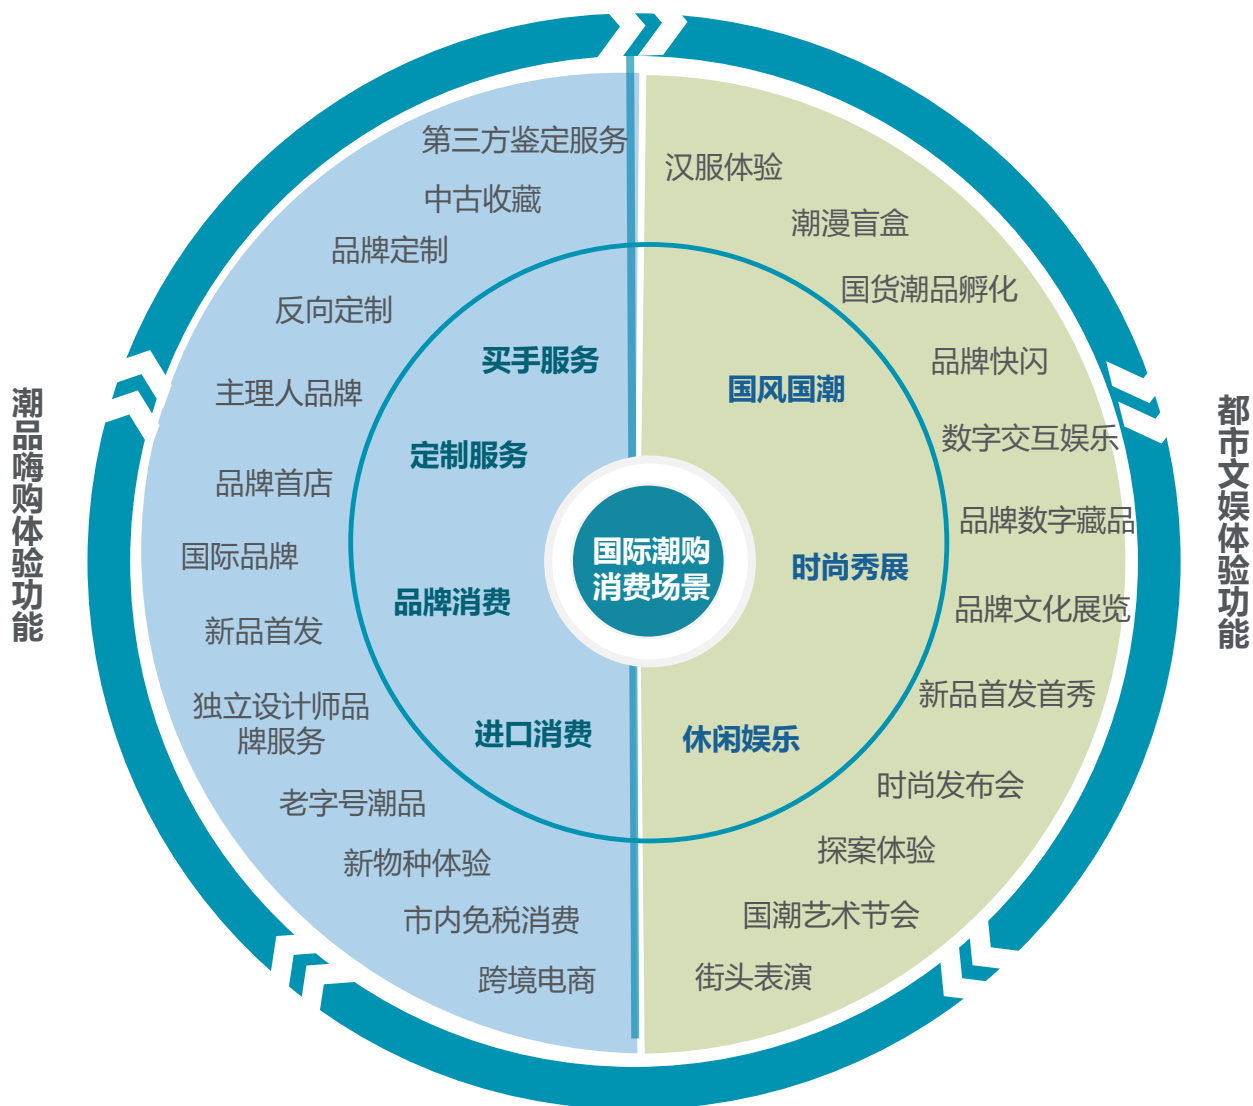 潮品嗨购体验功能
第三方鉴定服务
中古收藏
品牌定制
反向定制
主理人品牌
品牌首店
国际品牌
新品首发
独立设计师品
牌服务
老字号潮品
新物种体验
市内免税消费
跨境电商
买手服务
定制服务
品牌消费
进口消费
国际潮购
消费场景
国风国潮
时尚秀展
休闲娱乐
汉服体验
潮漫盲盒
国货潮品孵化
品牌快闪
数字交互娱乐
品牌数字藏品
品牌文化展览
新品首发首秀
时尚发布会
探案体验
国潮艺术节会
街头表演
都市文娱体验功能